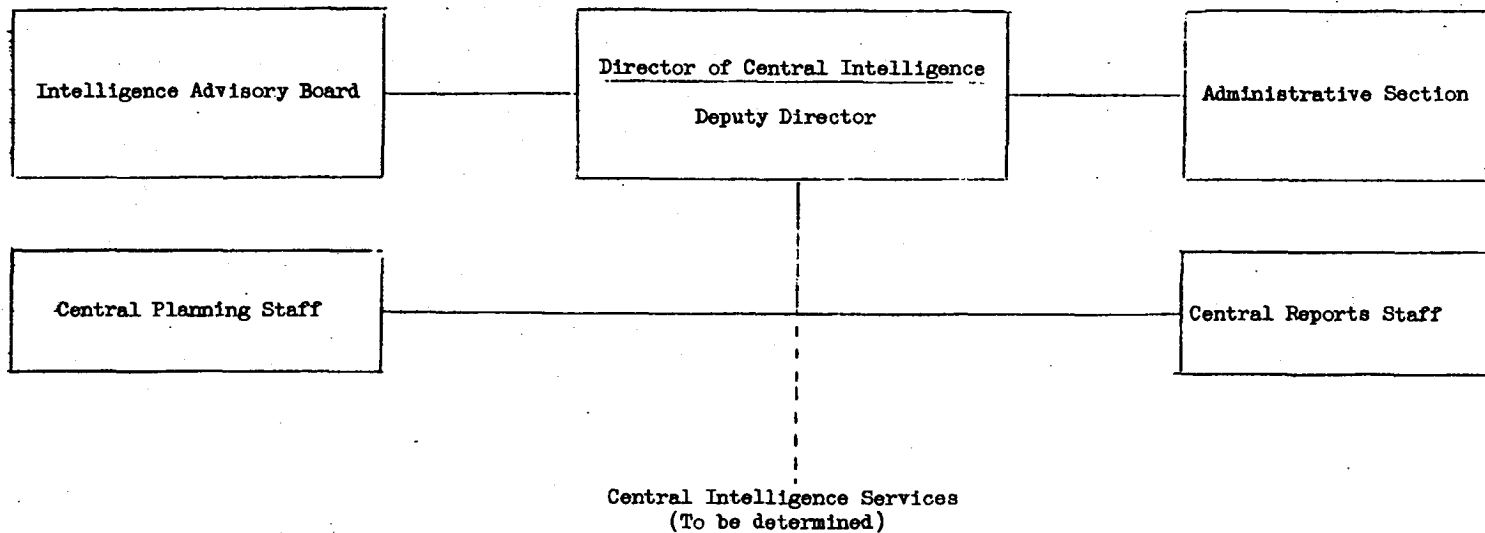 Intelligence Advisory Board
Director of Central Intelligence
Deputy Director
Administrative Section
Central Planning Staff
Central Reports Staff
Central Intelligence Services
(To be determined)